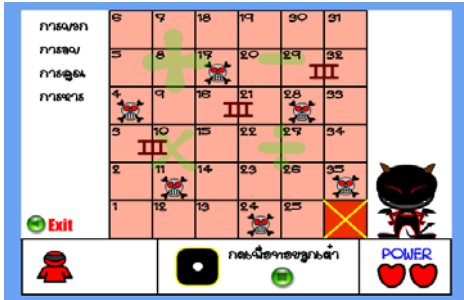 การบวก
การลบ
การคูณ
การหาร
6 7 18 19 30 31
5 8 17 20 29 32
4 9 16 21 28 33
3 10 15 22 27 34
2 11 14 23 26 35
1 12 13 24 25
Exit
กดเพื่อทอยลูกเต๋า
POWER